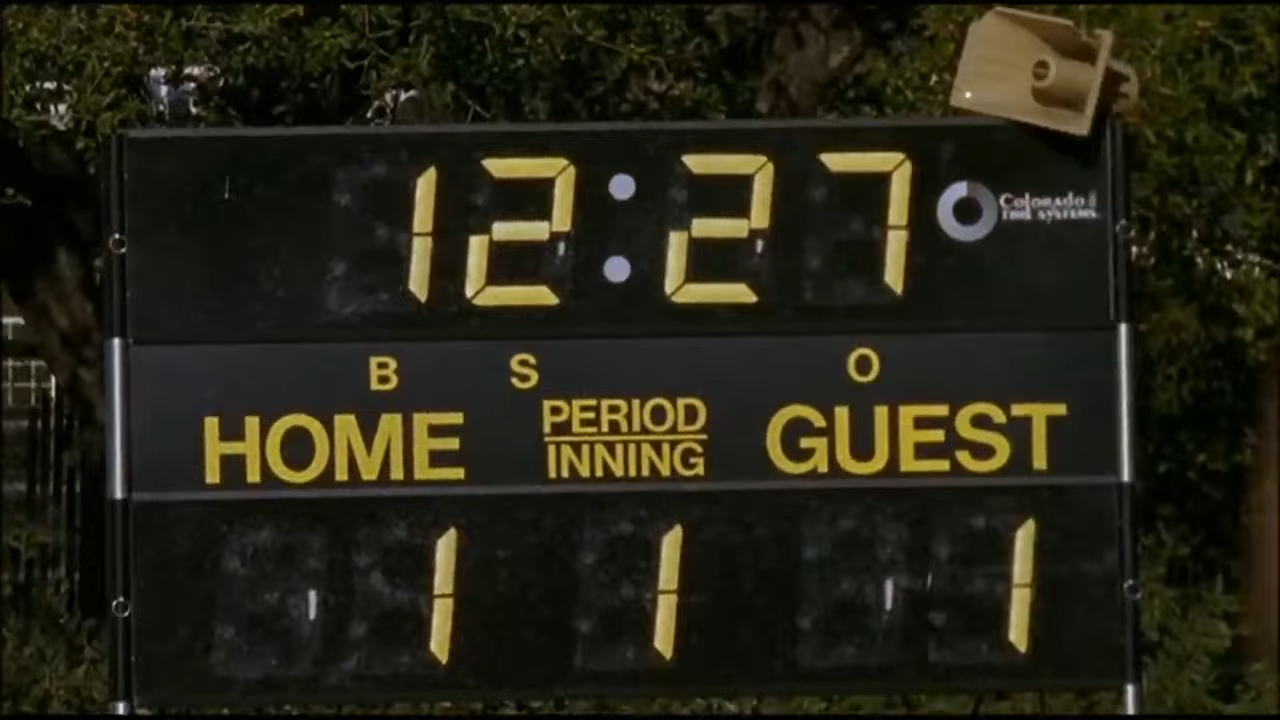 12:27
Colorado
TIME SYSTEMS
B S O
HOME PERIOD GUEST
INNING
1 1 1